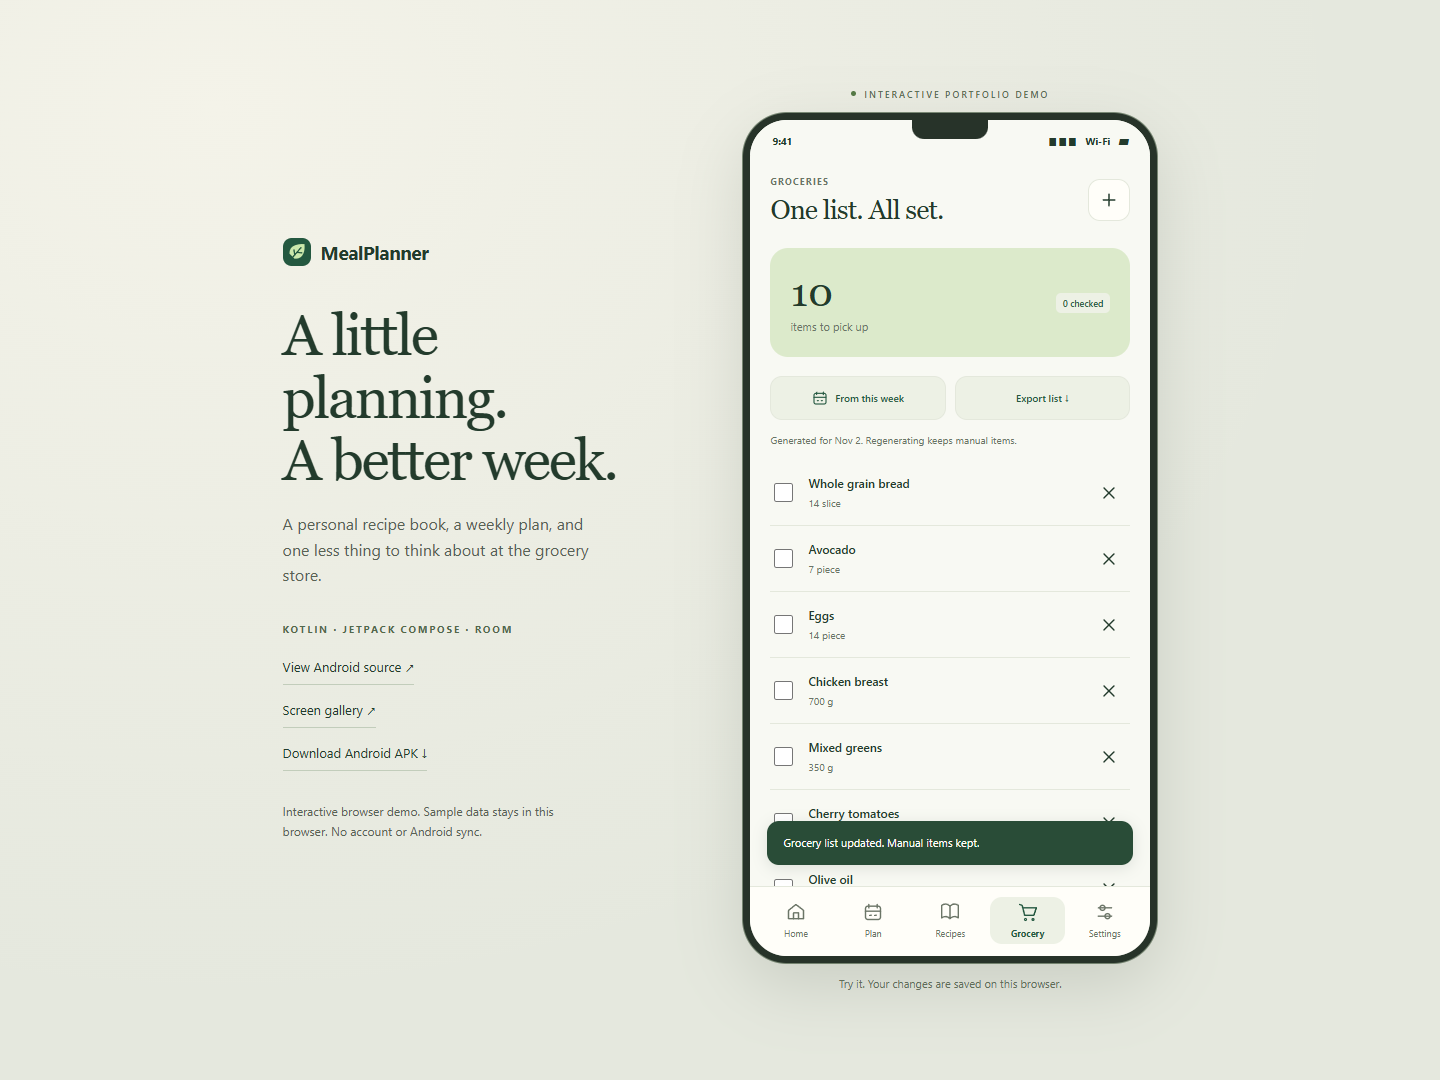 MealPlanner
A little
planning.
A better week.
A personal recipe book, a weekly plan, and
one less thing to think about at the grocery
store.
KOTLIN · JETPACK COMPOSE · ROOM
View Android source ↗
Screen gallery ↗
Download Android APK ↓
Interactive browser demo. Sample data stays in this
browser. No account or Android sync.
INTERACTIVE PORTFOLIO DEMO
9:41
Wi-Fi
GROCERIES
One list. All set.
10
items to pick up
0 checked
From this week
Export list ↓
Generated for Nov 2. Regenerating keeps manual items.
Whole grain bread
14 slice
Avocado
7 piece
Eggs
14 piece
Chicken breast
700 g
Mixed greens
350 g
Cherry tomatoes
Grocery list updated. Manual items kept.
Olive oil
Home
Plan
Recipes
Grocery
Settings
Try it. Your changes are saved on this browser.